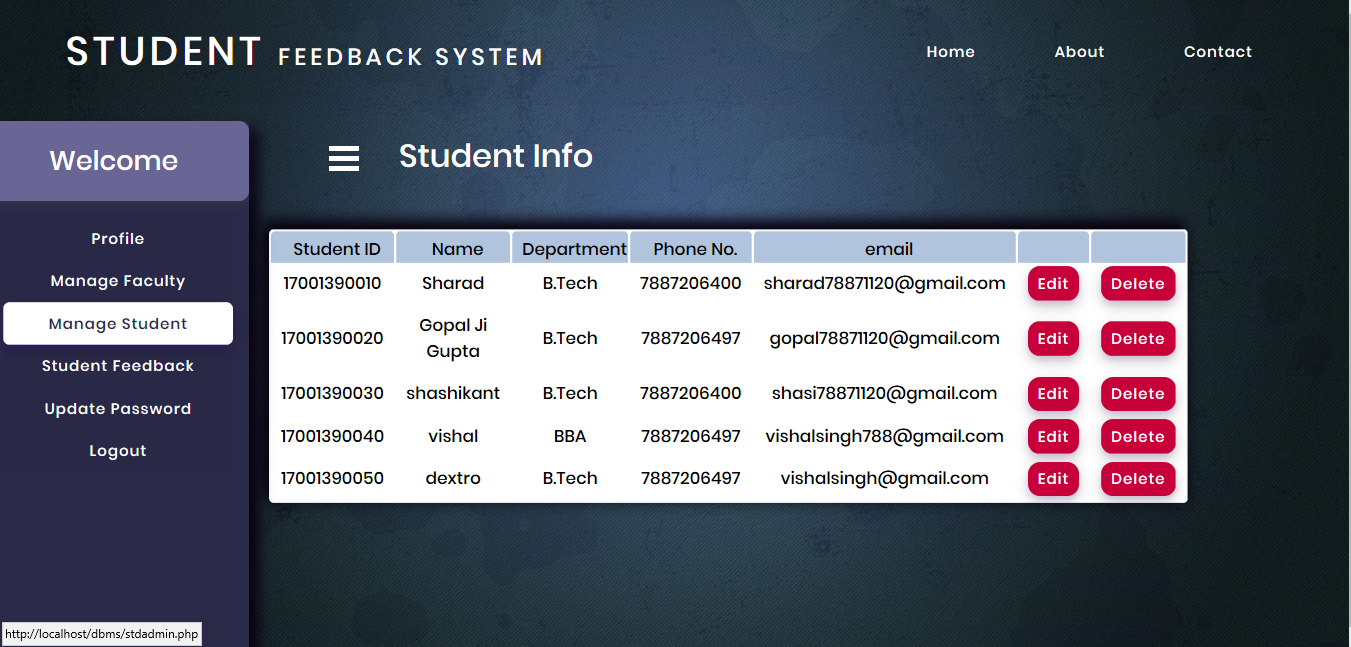 STUDENT FEEDBACK SYSTEM Home About Contact
Welcome
Student Info
Profile
Manage Faculty
Manage Student
Student Feedback
Update Password
Logout
Student ID Name Department Phone No. email
17001390010 Sharad B.Tech 7887206400 sharad78871120@gmail.com Edit Delete
17001390020 Gopal Ji Gupta B.Tech 7887206497 gopal78871120@gmail.com Edit Delete
17001390030 shashikant B.Tech 7887206400 shasi78871120@gmail.com Edit Delete
17001390040 vishal BBA 7887206497 vishalsingh788@gmail.com Edit Delete
17001390050 dextro B.Tech 7887206497 vishalsingh@gmail.com Edit Delete
http://localhost/dbms/stdadmin.php